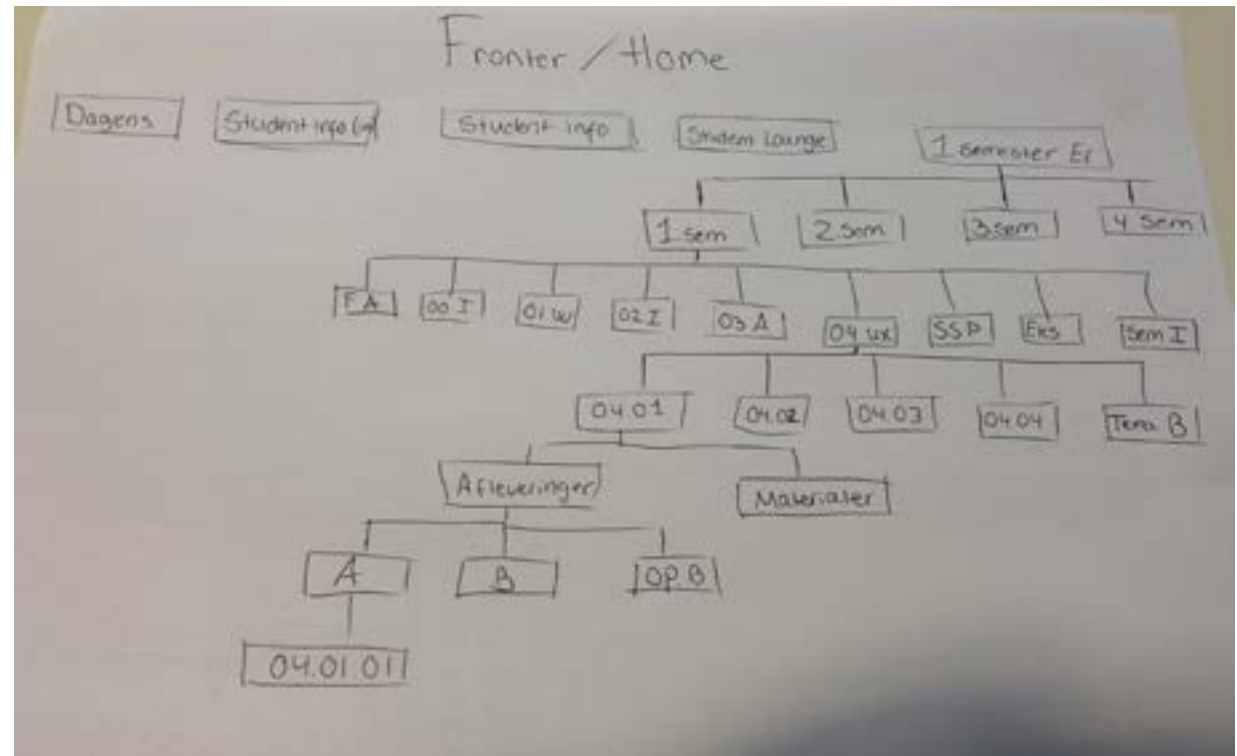 Fronter / Home
Dagens Student info Student info Studem Lounge 1 semester
1.sem 2 sem 3.sem 4 sem
FA 00 I 01 W 02 I 03 A 04 UX SSP Eks Sem I
04.01 04.02 04.03 04.04 Tema B
Afleveringer Materialer
A B OP.B
04.01.01